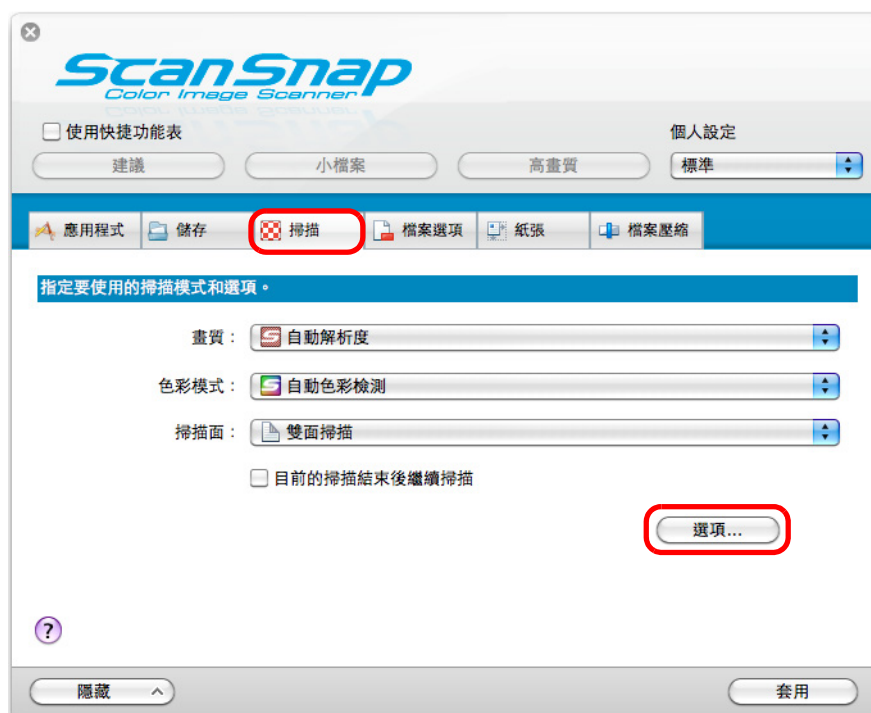 ScanSnap
Color Image Scanner
使用快捷功能表
個人設定
建議 小檔案 高畫質 標準
應用程式 儲存 掃描 檔案選項 紙張 檔案壓縮
指定要使用的掃描模式和選項。
畫質： 自動解析度
色彩模式： 自動色彩檢測
掃描面： 雙面掃描
目前的掃描結束後繼續掃描
選項...
?
隱藏 套用